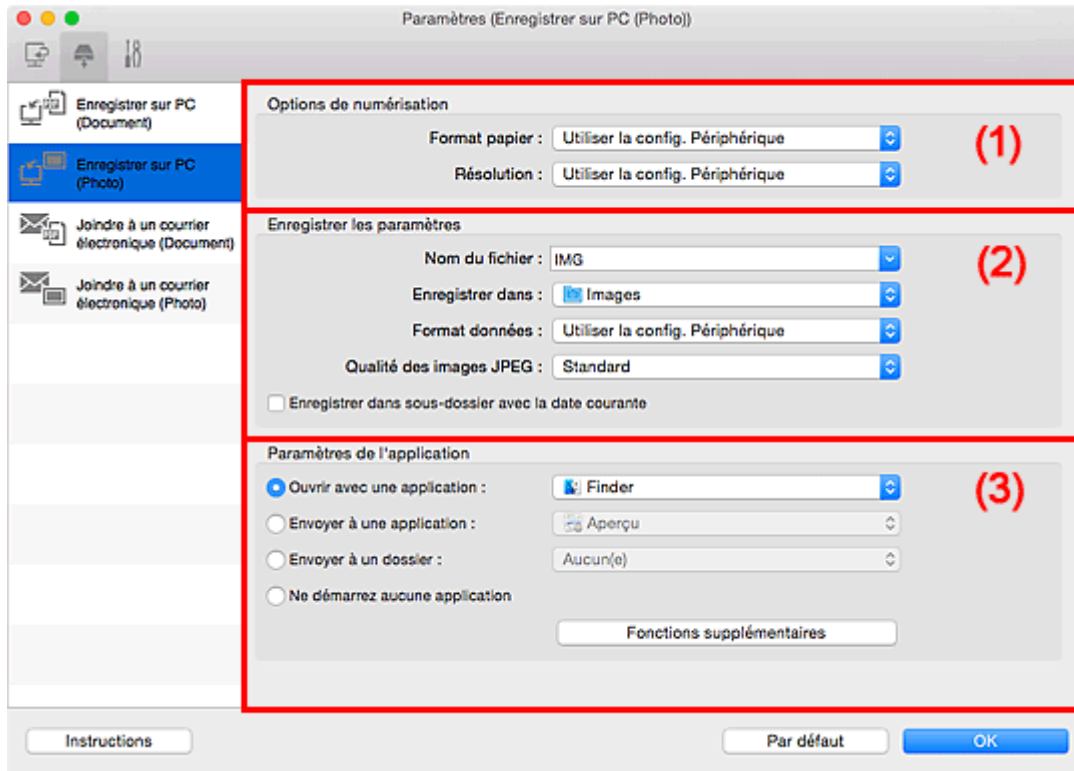 Paramètres (Enregistrer sur PC (Photo))
Enregistrer sur PC
(Document)
Enregistrer sur PC
(Photo)
Joindre à un courrier
électronique (Document)
Joindre à un courrier
électronique (Photo)
Options de numérisation
(1)
Format papier : Utiliser la config. Périphérique
Résolution : Utiliser la config. Périphérique
Enregistrer les paramètres
(2)
Nom du fichier : IMG
Enregistrer dans : Images
Format données : Utiliser la config. Périphérique
Qualité des images JPEG : Standard
Enregistrer dans sous-dossier avec la date courante
Paramètres de l'application
(3)
Ouvrir avec une application : Finder
Envoyer à une application : Aperçu
Envoyer à un dossier : Aucun(e)
Ne démarrez aucune application
Fonctions supplémentaires
Instructions
Par défaut
OK